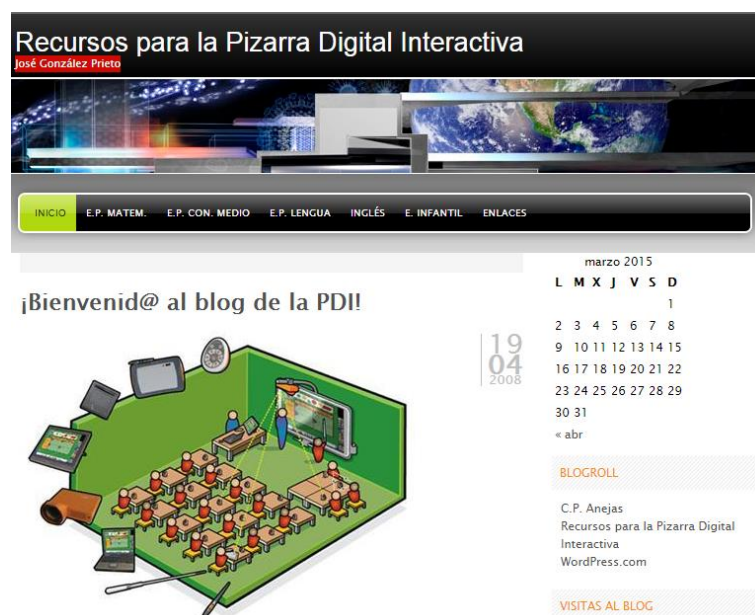 Recursos para la Pizarra Digital Interactiva
José González Prieto
INICIO E.P. MATEM. E.P. CON. MEDIO E.P. LENGUA INGLÉS E. INFANTIL ENLACES
¡Bienvenid@ al blog de la PDI!
19
04
2008
marzo 2015
L M X J V S D
1
2 3 4 5 6 7 8
9 10 11 12 13 14 15
16 17 18 19 20 21 22
23 24 25 26 27 28 29
30 31
« abr
BLOGROLL
C.P. Anejas
Recursos para la Pizarra Digital
Interactiva
WordPress.com
VISITAS AL BLOG